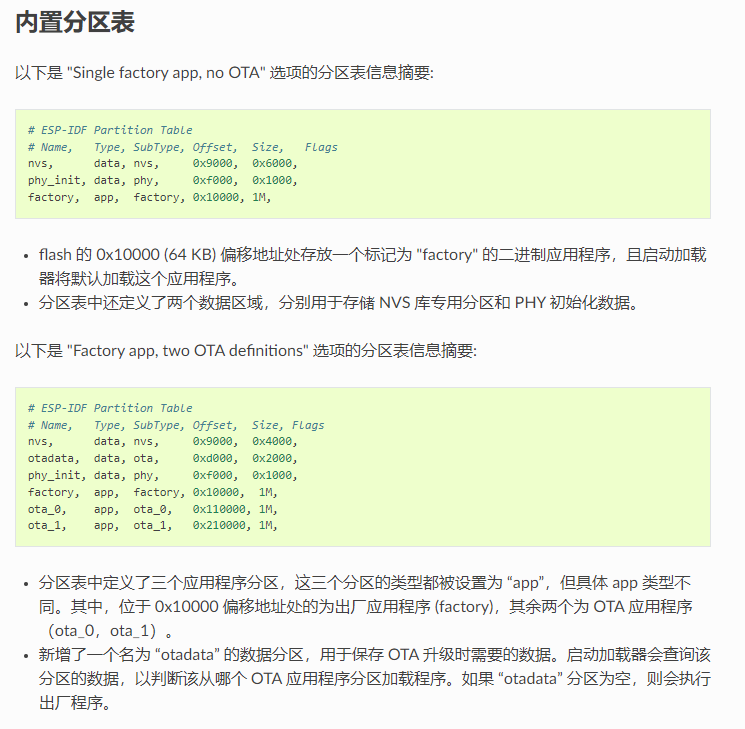 内置分区表
以下是 "Single factory app, no OTA" 选项的分区表信息摘要:
# ESP-IDF Partition Table
# Name,   Type, SubType, Offset,  Size,   Flags
nvs,      data, nvs,     0x9000,  0x6000,
phy_init, data, phy,     0xf000,  0x1000,
factory,  app,  factory, 0x10000, 1M,
• flash 的 0x10000 (64 KB) 偏移地址处存放一个标记为 "factory" 的二进制应用程序，且启动加载
器将默认加载这个应用程序。
• 分区表中还定义了两个数据区域，分别用于存储 NVS 库专用分区和 PHY 初始化数据。
以下是 "Factory app, two OTA definitions" 选项的分区表信息摘要:
# ESP-IDF Partition Table
# Name,   Type, SubType, Offset,  Size, Flags
nvs,      data, nvs,     0x9000,  0x4000,
otadata,  data, ota,     0xd000,  0x2000,
phy_init, data, phy,     0xf000,  0x1000,
factory,  app,  factory, 0x10000,  1M,
ota_0,    app,  ota_0,   0x110000, 1M,
ota_1,    app,  ota_1,   0x210000, 1M,
• 分区表中定义了三个应用程序分区，这三个分区的类型都被设置为 “app”，但具体 app 类型不
同。其中，位于 0x10000 偏移地址处的为出厂应用程序 (factory)，其余两个为 OTA 应用程序
（ota_0，ota_1）。
• 新增了一个名为 “otadata” 的数据分区，用于保存 OTA 升级时需要的数据。启动加载器会查询该
分区的数据，以判断该从哪个 OTA 应用程序分区加载程序。如果 “otadata” 分区为空，则会执行
出厂程序。